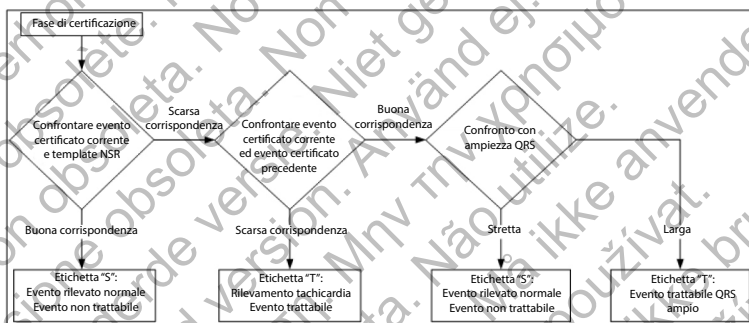 Fase di certificazione
Confrontare evento
certificato corrente
e template NSR
Scarsa
corrispondenza
Confrontare evento
certificato corrente
ed evento certificato
precedente
Buona
corrispondenza
Confronto con
ampiezza QRS
Buona corrispondenza
Scarsa corrispondenza
Stretta
Larga
Etichetta "S":
Evento rilevato normale
Evento non trattabile
Etichetta "T":
Rilevamento tachicardia
Evento trattabile
Etichetta "S":
Evento rilevato normale
Evento non trattabile
Etichetta "T":
Evento trattabile QRS
ampio